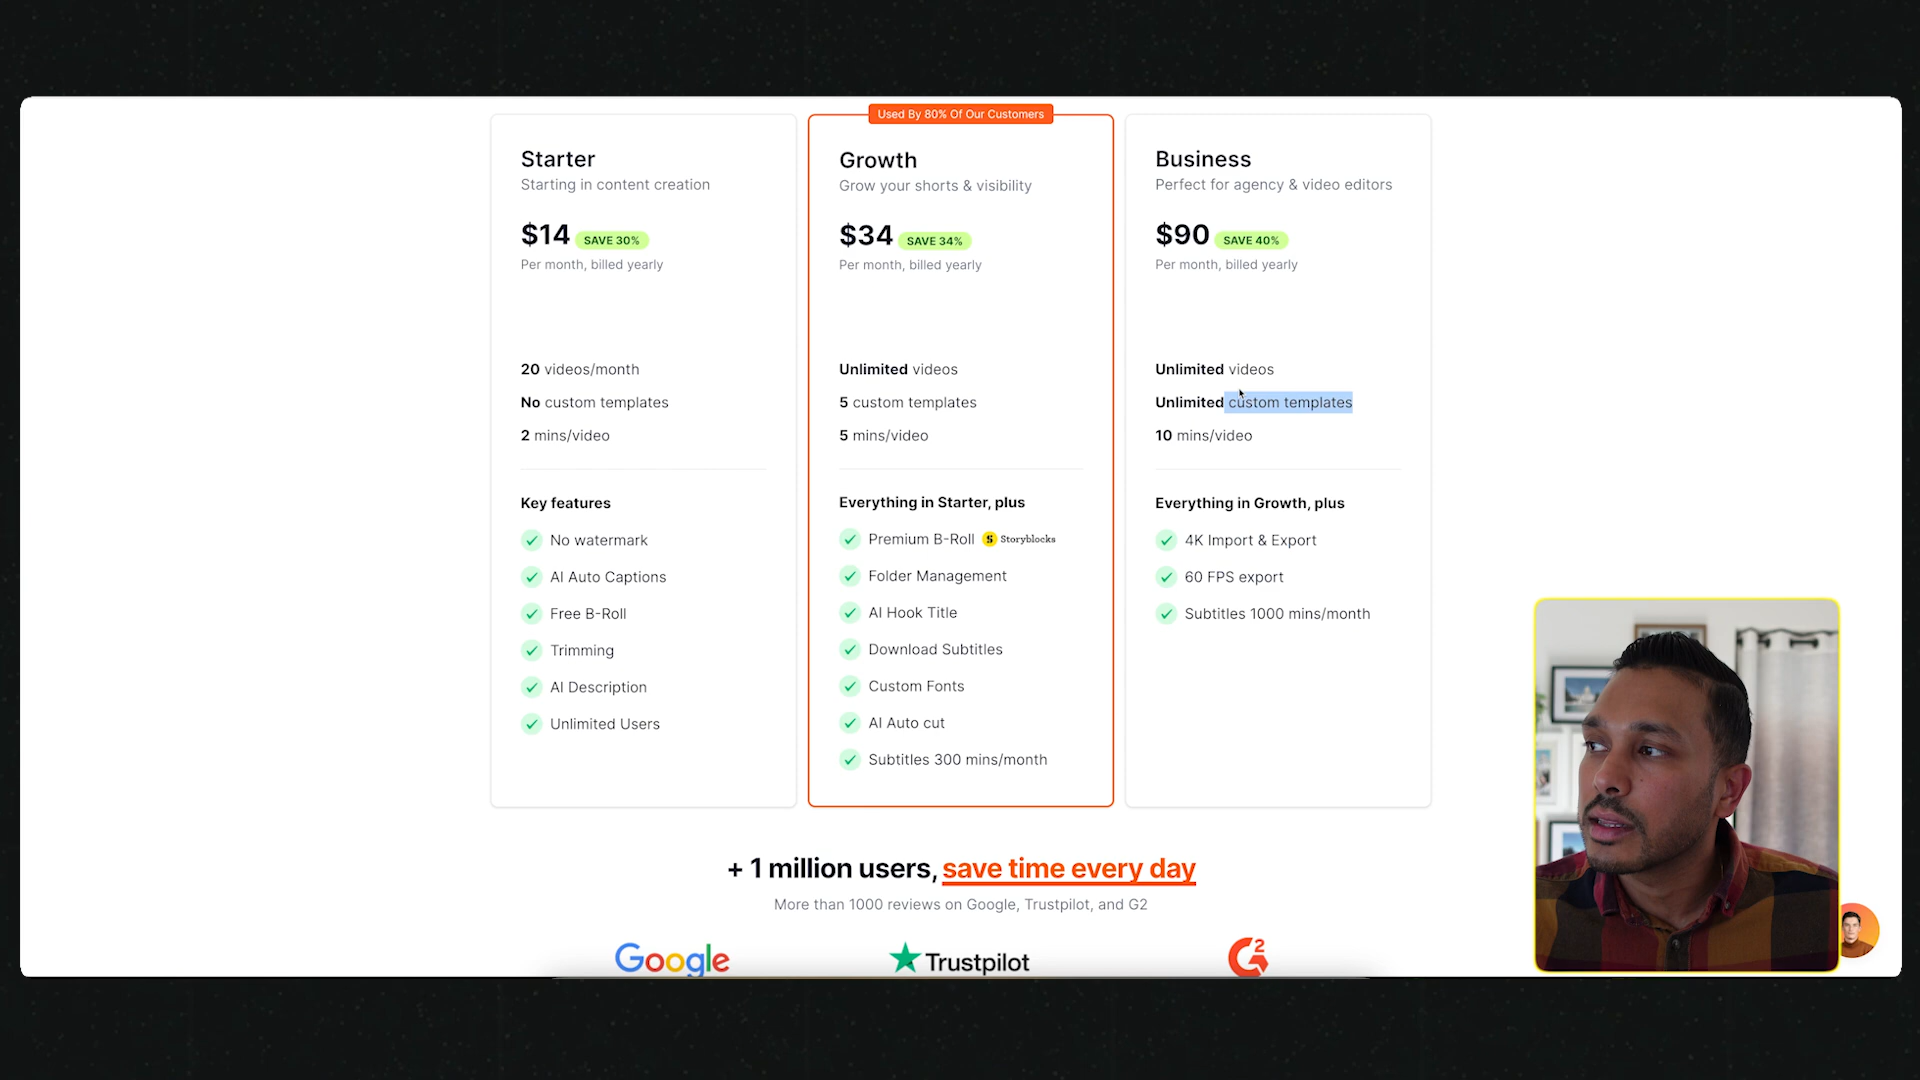 Used By 80% Of Our Customers
Starter
Starting in content creation
$14 SAVE 30%
Per month, billed yearly
20 videos/month
No custom templates
2 mins/video
Key features
No watermark
AI Auto Captions
Free B-Roll
Trimming
AI Description
Unlimited Users
Growth
Grow your shorts & visibility
$34 SAVE 34%
Per month, billed yearly
Unlimited videos
5 custom templates
5 mins/video
Everything in Starter, plus
Premium B-Roll Storyblocks
Folder Management
AI Hook Title
Download Subtitles
Custom Fonts
AI Auto cut
Subtitles 300 mins/month
Business
Perfect for agency & video editors
$90 SAVE 40%
Per month, billed yearly
Unlimited videos
Unlimited custom templates
10 mins/video
Everything in Growth, plus
4K Import & Export
60 FPS export
Subtitles 1000 mins/month
+ 1 million users, save time every day
More than 1000 reviews on Google, Trustpilot, and G2
Google Trustpilot G2